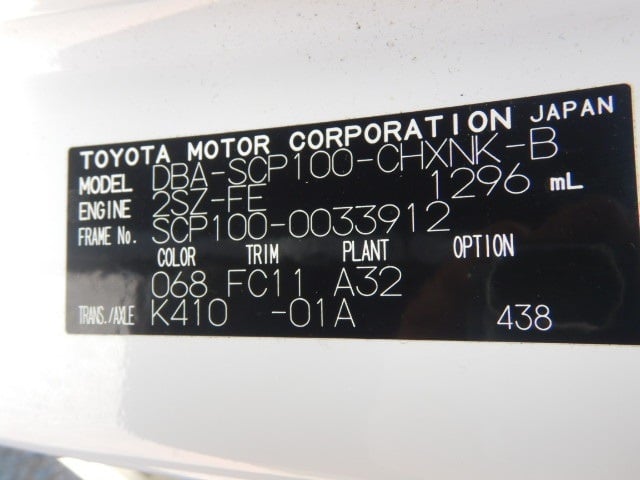 TOYOTA MOTOR CORPORATION JAPAN
MODEL DBA-SCP100-CHXNK-B
ENGINE 2SZ-FE 1296 mL
FRAME No. SCP100-0033912
COLOR TRIM PLANT OPTION
068 FC11 A32
TRANS./AXLE K410 -01A 438